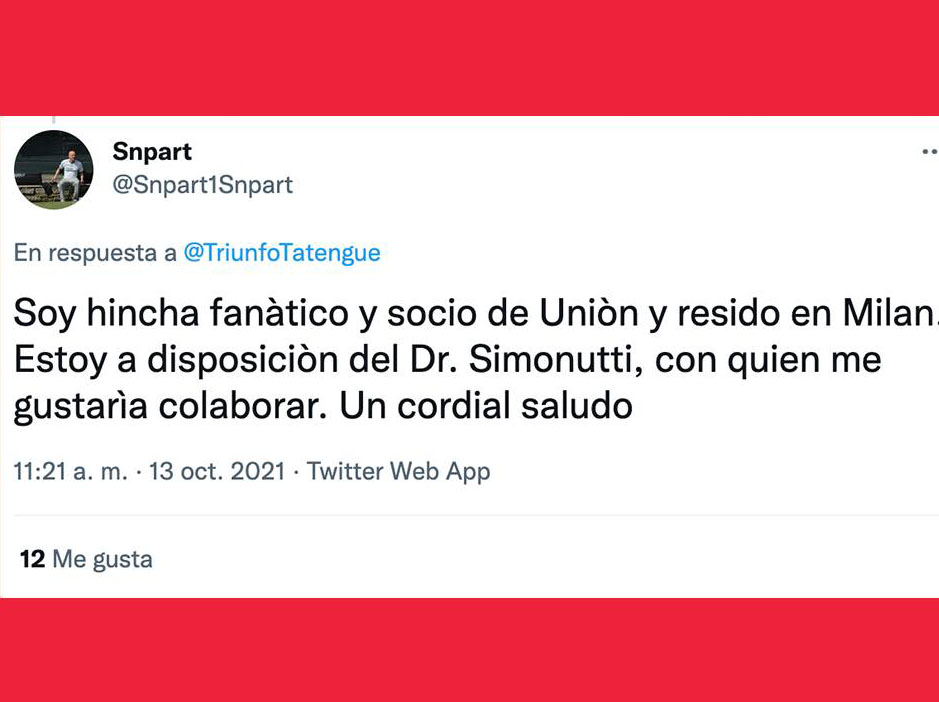 Snpart
@Snpart1Snpart
En respuesta a @TriunfoTatengue
Soy hincha fanàtico y socio de Uniòn y resido en Milan.
Estoy a disposiciòn del Dr. Simonutti, con quien me
gustarìa colaborar. Un cordial saludo
11:21 a. m. · 13 oct. 2021 · Twitter Web App
12 Me gusta